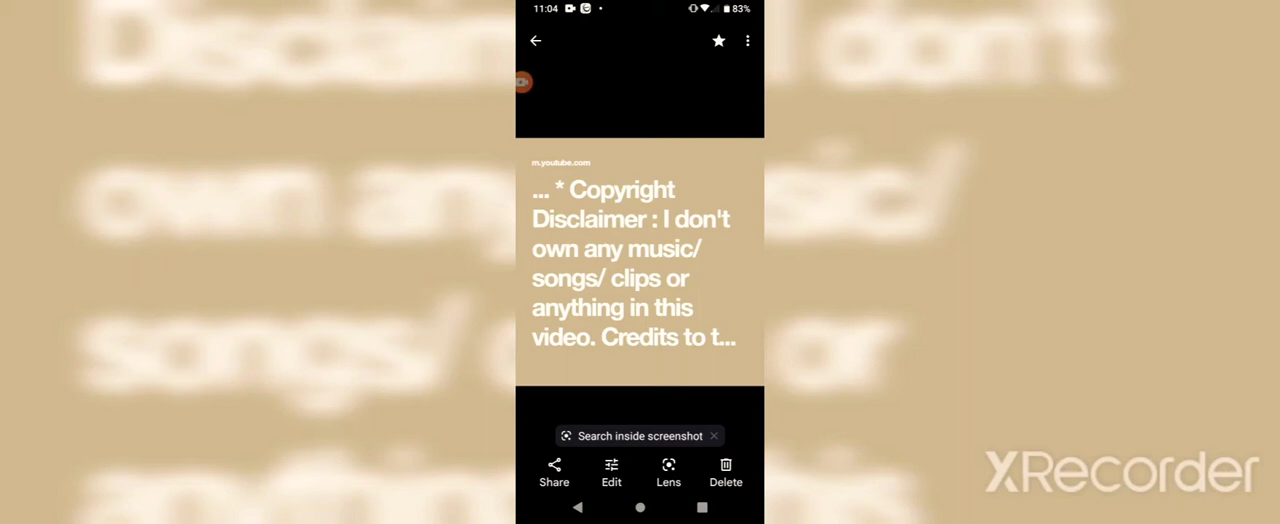 11:04
83%
m.youtube.com
... * Copyright
Disclaimer : I don't
own any music/
songs/ clips or
anything in this
video. Credits to t...
Search inside screenshot
Share Edit Lens Delete
XRecorder